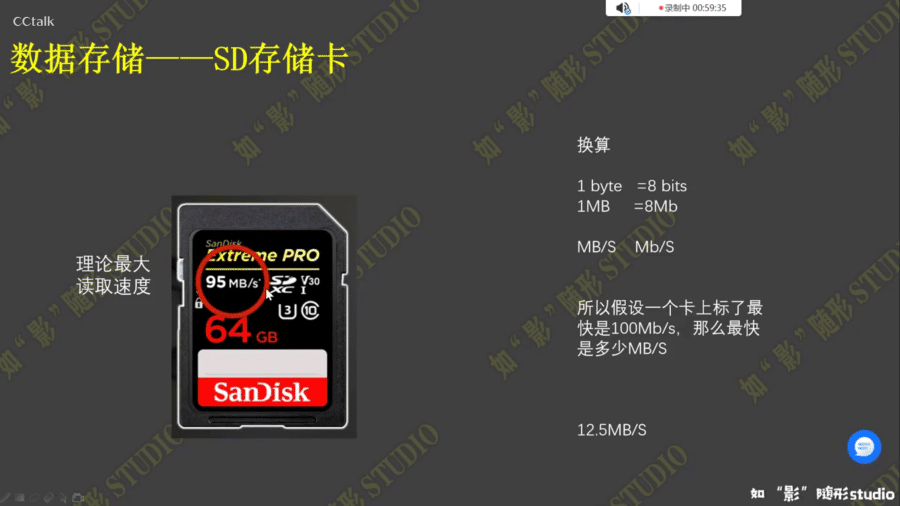 CCtalk
录制中 00:59:35
数据存储——SD存储卡
换算
1 byte =8 bits
1MB =8Mb
MB/S Mb/S
理论最大
读取速度
SanDisk
Extreme PRO
95 MB/s
SDXC I V30
U3 C10
64 GB
SanDisk
所以假设一个卡上标了最
快是100Mb/s，那么最快
是多少MB/S
12.5MB/S
如“影”随形studio
如“影”随形 STUDIO